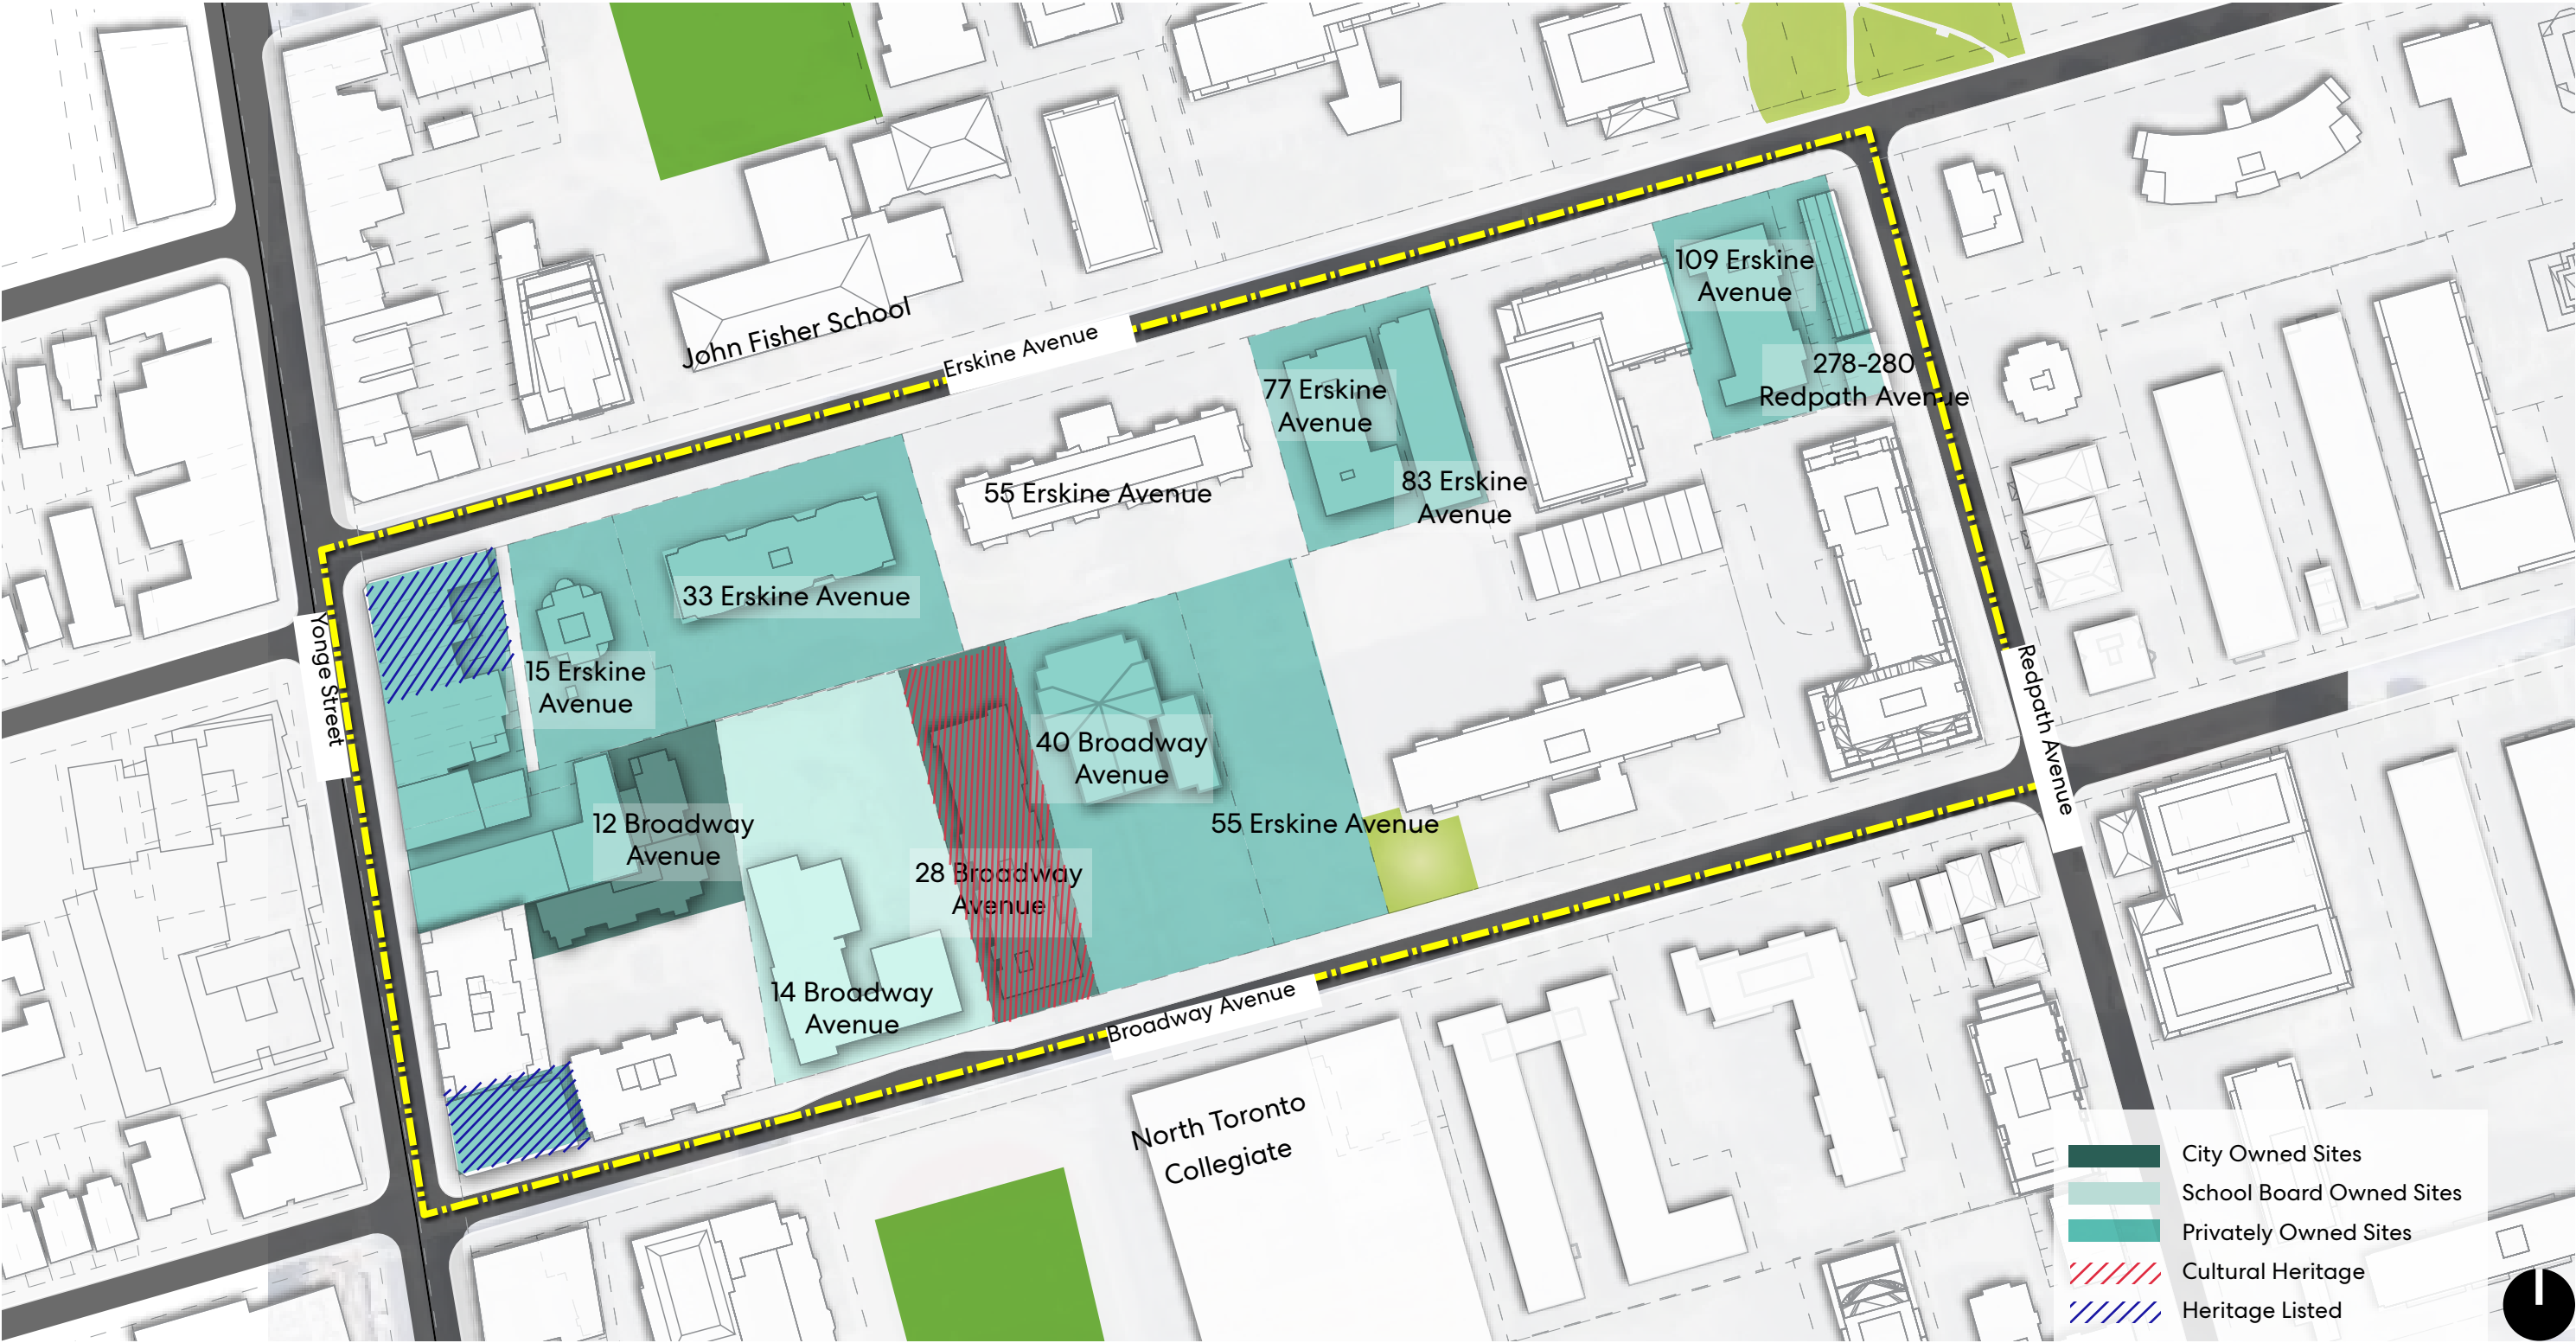 109 Erskine
Avenue
John Fisher School
Erskine Avenue
278-280
Redpath Avenue
77 Erskine
Avenue
83 Erskine
Avenue
55 Erskine Avenue
33 Erskine Avenue
Yonge Street
15 Erskine
Avenue
Redpath Avenue
40 Broadway
Avenue
12 Broadway
Avenue
55 Erskine Avenue
28 Broadway
Avenue
14 Broadway
Avenue
Broadway Avenue
North Toronto
Collegiate
City Owned Sites
School Board Owned Sites
Privately Owned Sites
Cultural Heritage
Heritage Listed